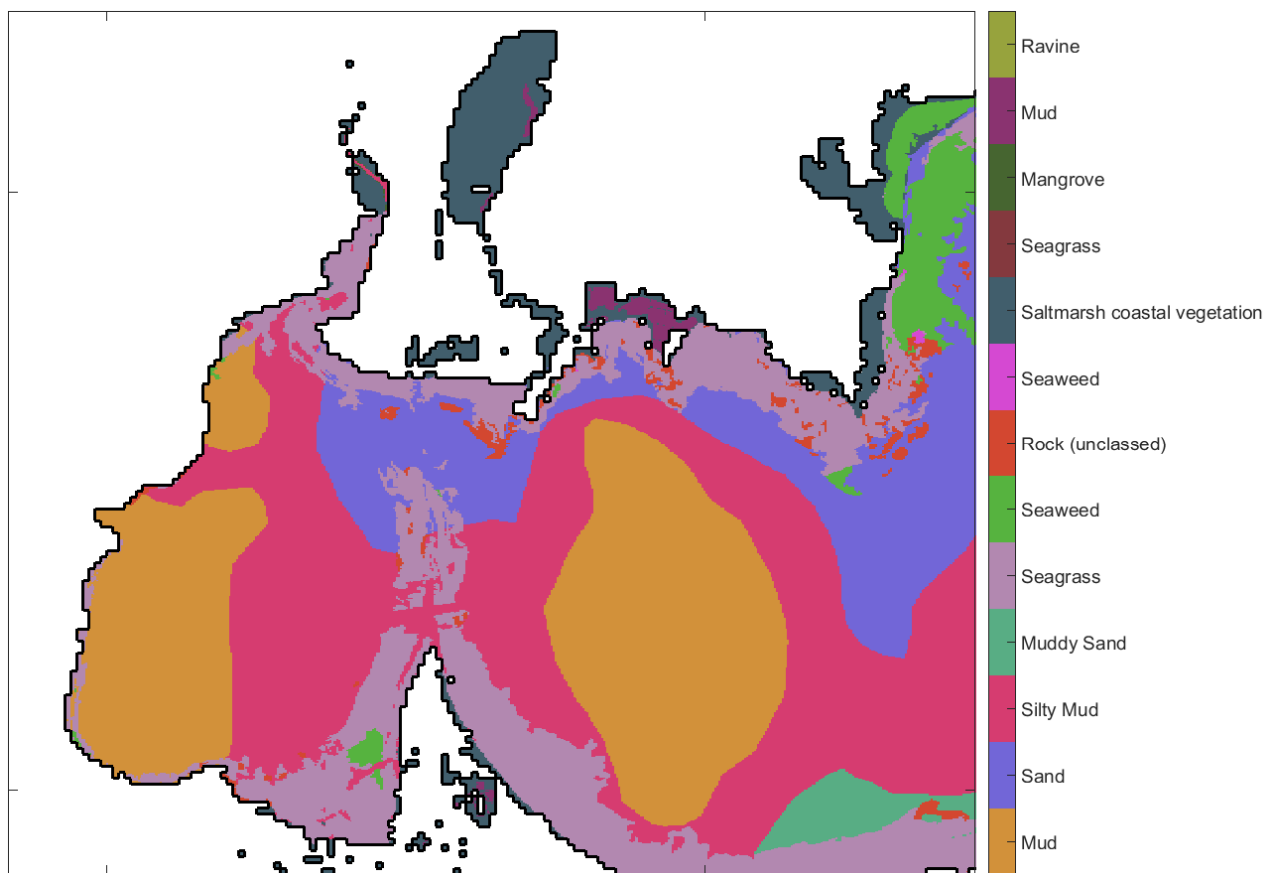 Ravine
Mud
Mangrove
Seagrass
Saltmarsh coastal vegetation
Seaweed
Rock (unclassed)
Seaweed
Seagrass
Muddy Sand
Silty Mud
Sand
Mud